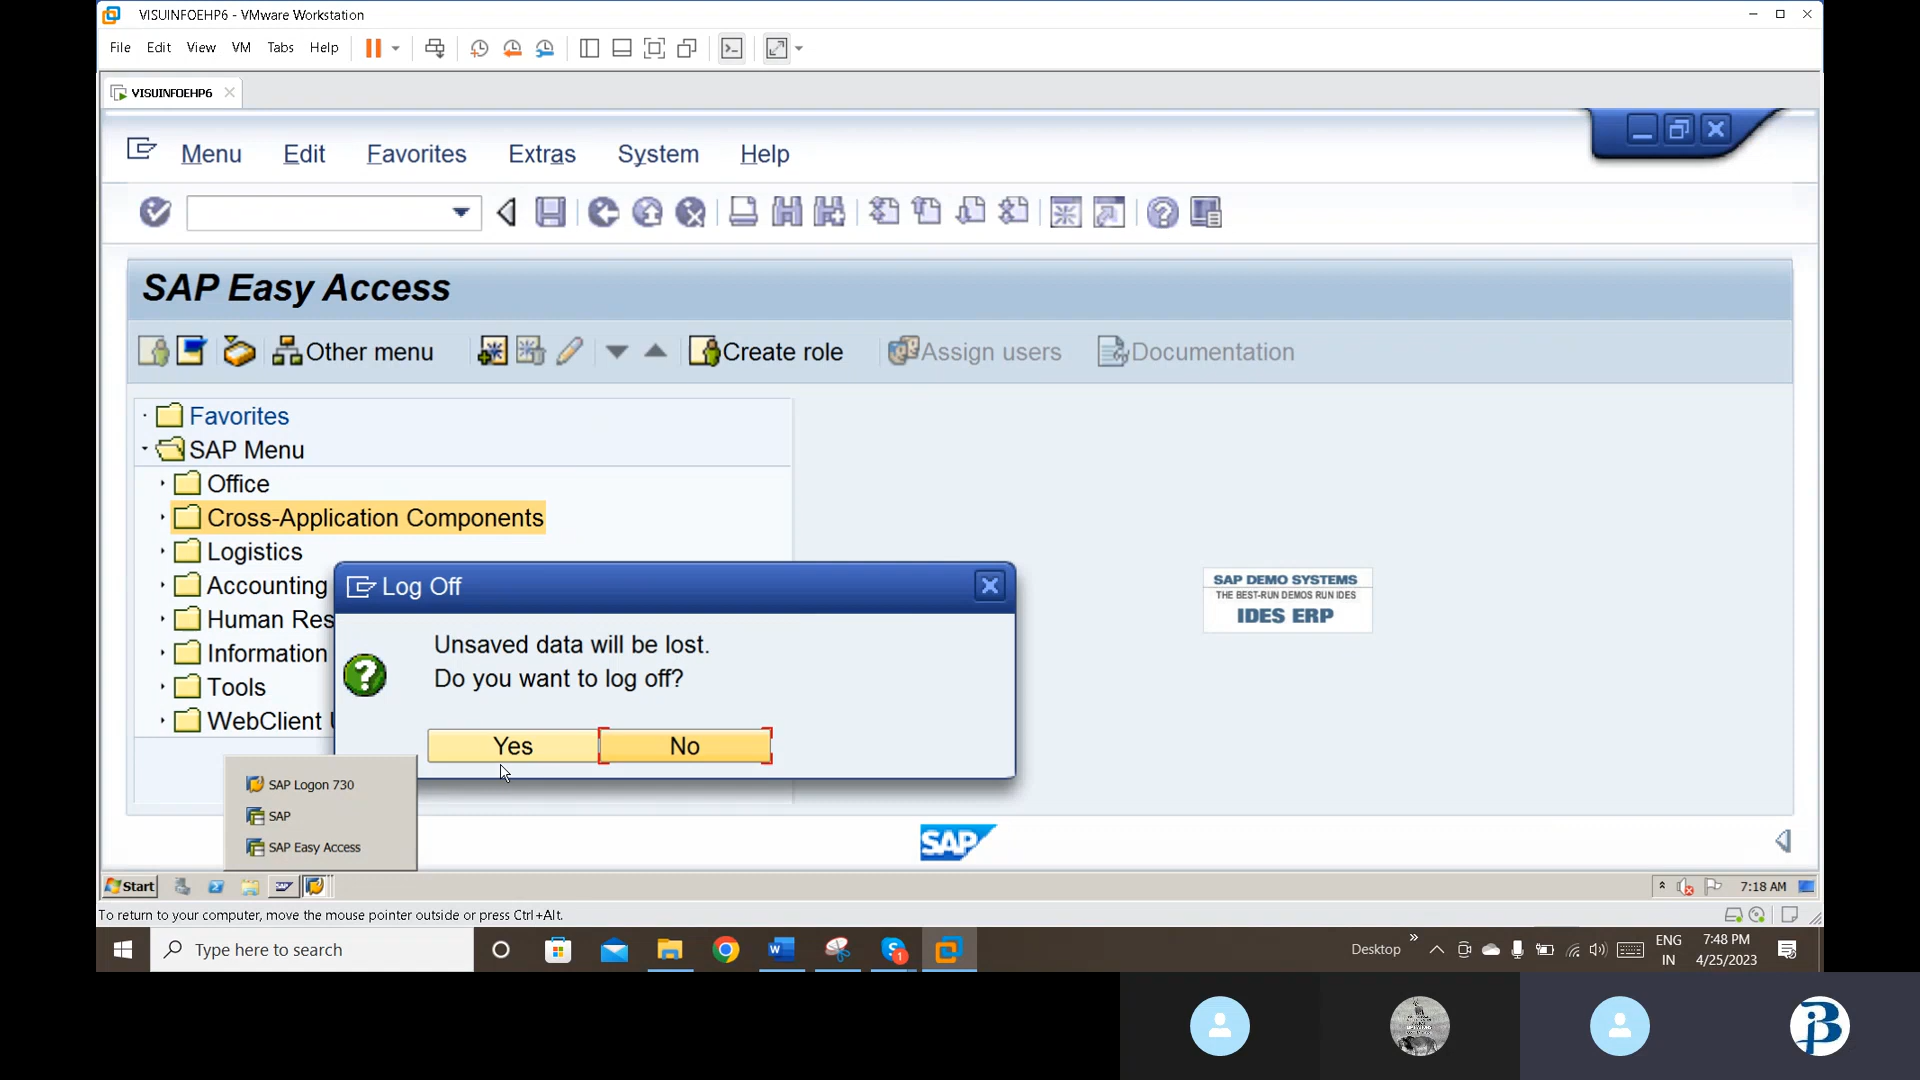 VISUINFOEHP6 - VMware Workstation
File Edit View VM Tabs Help
VISUINFOEHP6
Menu Edit Favorites Extras System Help
SAP Easy Access
Other menu Create role Assign users Documentation
Favorites
SAP Menu
Office
Cross-Application Components
Logistics
Accounting
Human Res
Information
Tools
WebClient
Log Off
Unsaved data will be lost.
Do you want to log off?
Yes No
SAP DEMO SYSTEMS
THE BEST-RUN DEMOS RUN IDES
IDES ERP
SAP Logon 730
SAP
SAP Easy Access
SAP
Start 7:18 AM
To return to your computer, move the mouse pointer outside or press Ctrl+Alt.
Type here to search
Desktop
ENG
IN
7:48 PM
4/25/2023